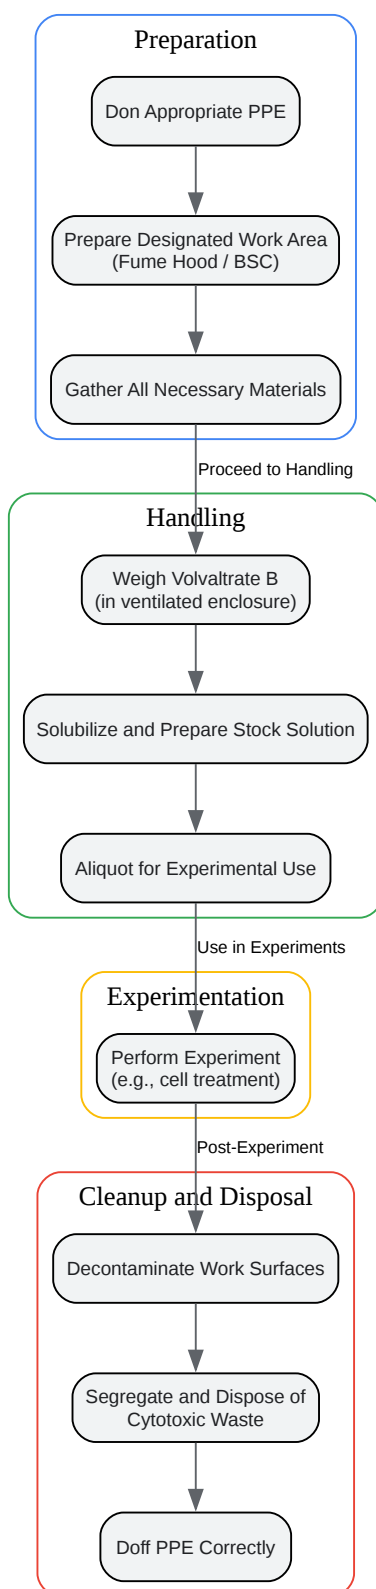 Preparation
Don Appropriate PPE
Prepare Designated Work Area
(Fume Hood / BSC)
Gather All Necessary Materials
Proceed to Handling
Handling
Weigh Volvaltrate B
(in ventilated enclosure)
Solubilize and Prepare Stock Solution
Aliquot for Experimental Use
Use in Experiments
Experimentation
Perform Experiment
(e.g., cell treatment)
Post-Experiment
Cleanup and Disposal
Decontaminate Work Surfaces
Segregate and Dispose of
Cytotoxic Waste
Doff PPE Correctly